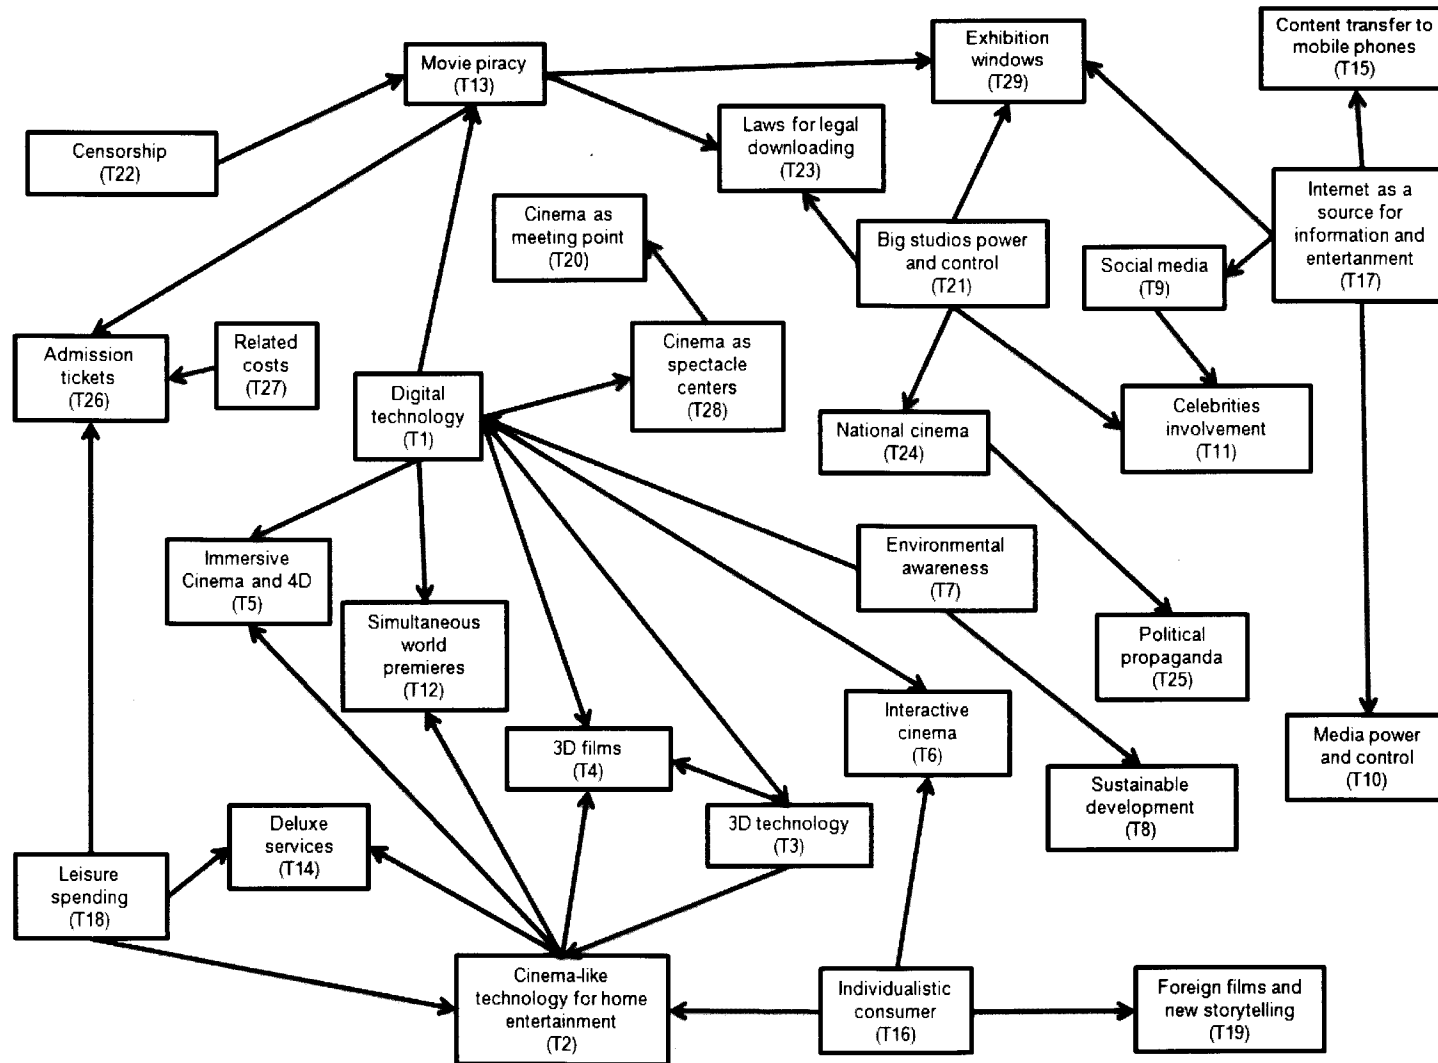 Movie piracy
(T13)
Exhibition
windows
(T29)
Content transfer to
mobile phones
(T15)
Censorship
(T22)
Laws for legal
downloading
(T23)
Cinema as
meeting point
(T20)
Big studios power
and control
(T21)
Social media
(T9)
Internet as a
source for
information and
entertanment
(T17)
Admission
tickets
(T26)
Related
costs
(T27)
Digital
technology
(T1)
Cinema as
spectacle
centers
(T28)
National cinema
(T24)
Celebrities
involvement
(T11)
Immersive
Cinema and 4D
(T5)
Simultaneous
world
premieres
(T12)
Environmental
awareness
(T7)
Political
propaganda
(T25)
3D films
(T4)
Interactive
cinema
(T6)
Media power
and control
(T10)
Sustainable
development
(T8)
Deluxe
services
(T14)
3D technology
(T3)
Leisure
spending
(T18)
Cinema-like
technology for home
entertainment
(T2)
Individualistic
consumer
(T16)
Foreign films and
new storytelling
(T19)